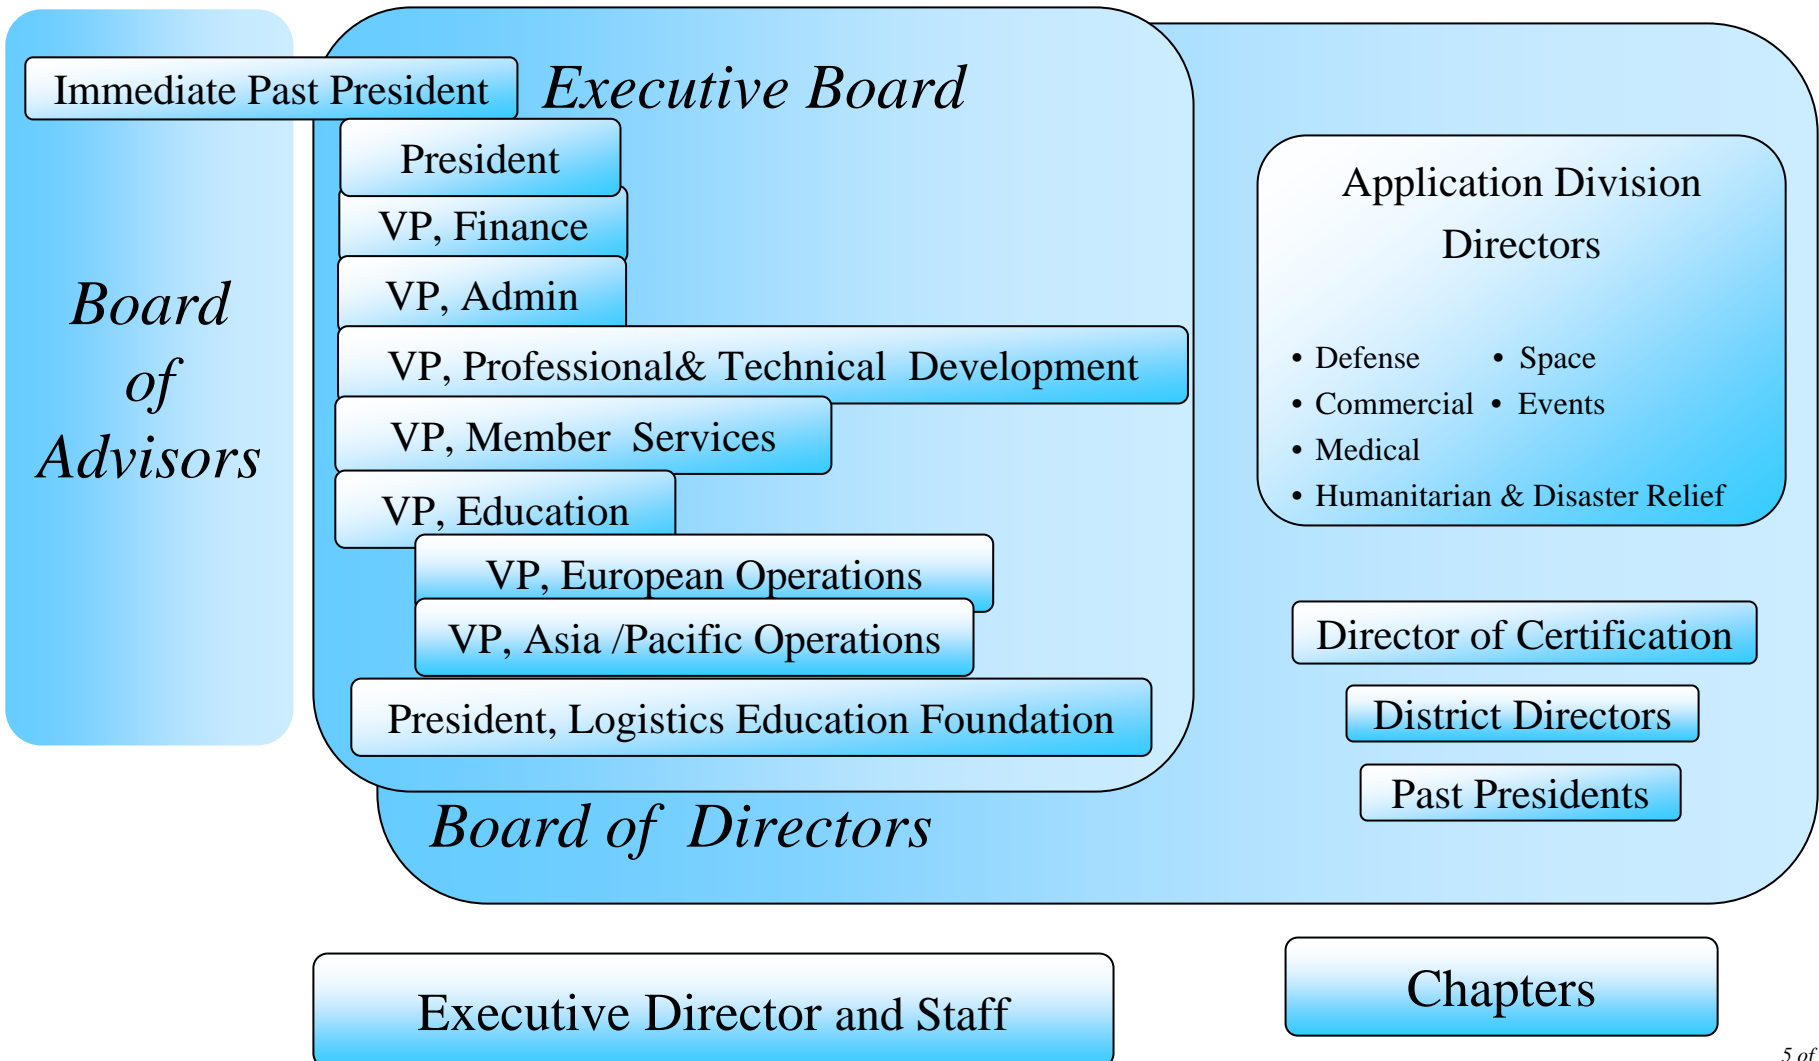 Immediate Past President
Executive Board
President
VP, Finance
VP, Admin
VP, Professional& Technical Development
VP, Member Services
VP, Education
VP, European Operations
VP, Asia /Pacific Operations
President, Logistics Education Foundation
Board
of
Advisors
Board of Directors
Application Division
Directors
• Defense • Space
• Commercial • Events
• Medical
• Humanitarian & Disaster Relief
Director of Certification
District Directors
Past Presidents
Executive Director and Staff
Chapters
5 of